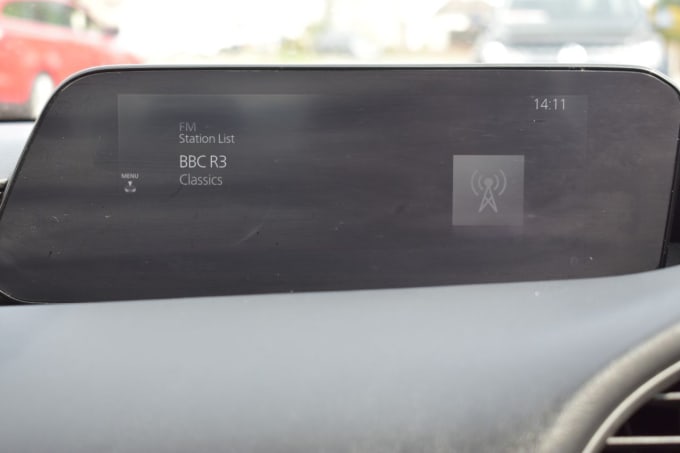 14:11
FM
Station List
BBC R3
Classics
MENU